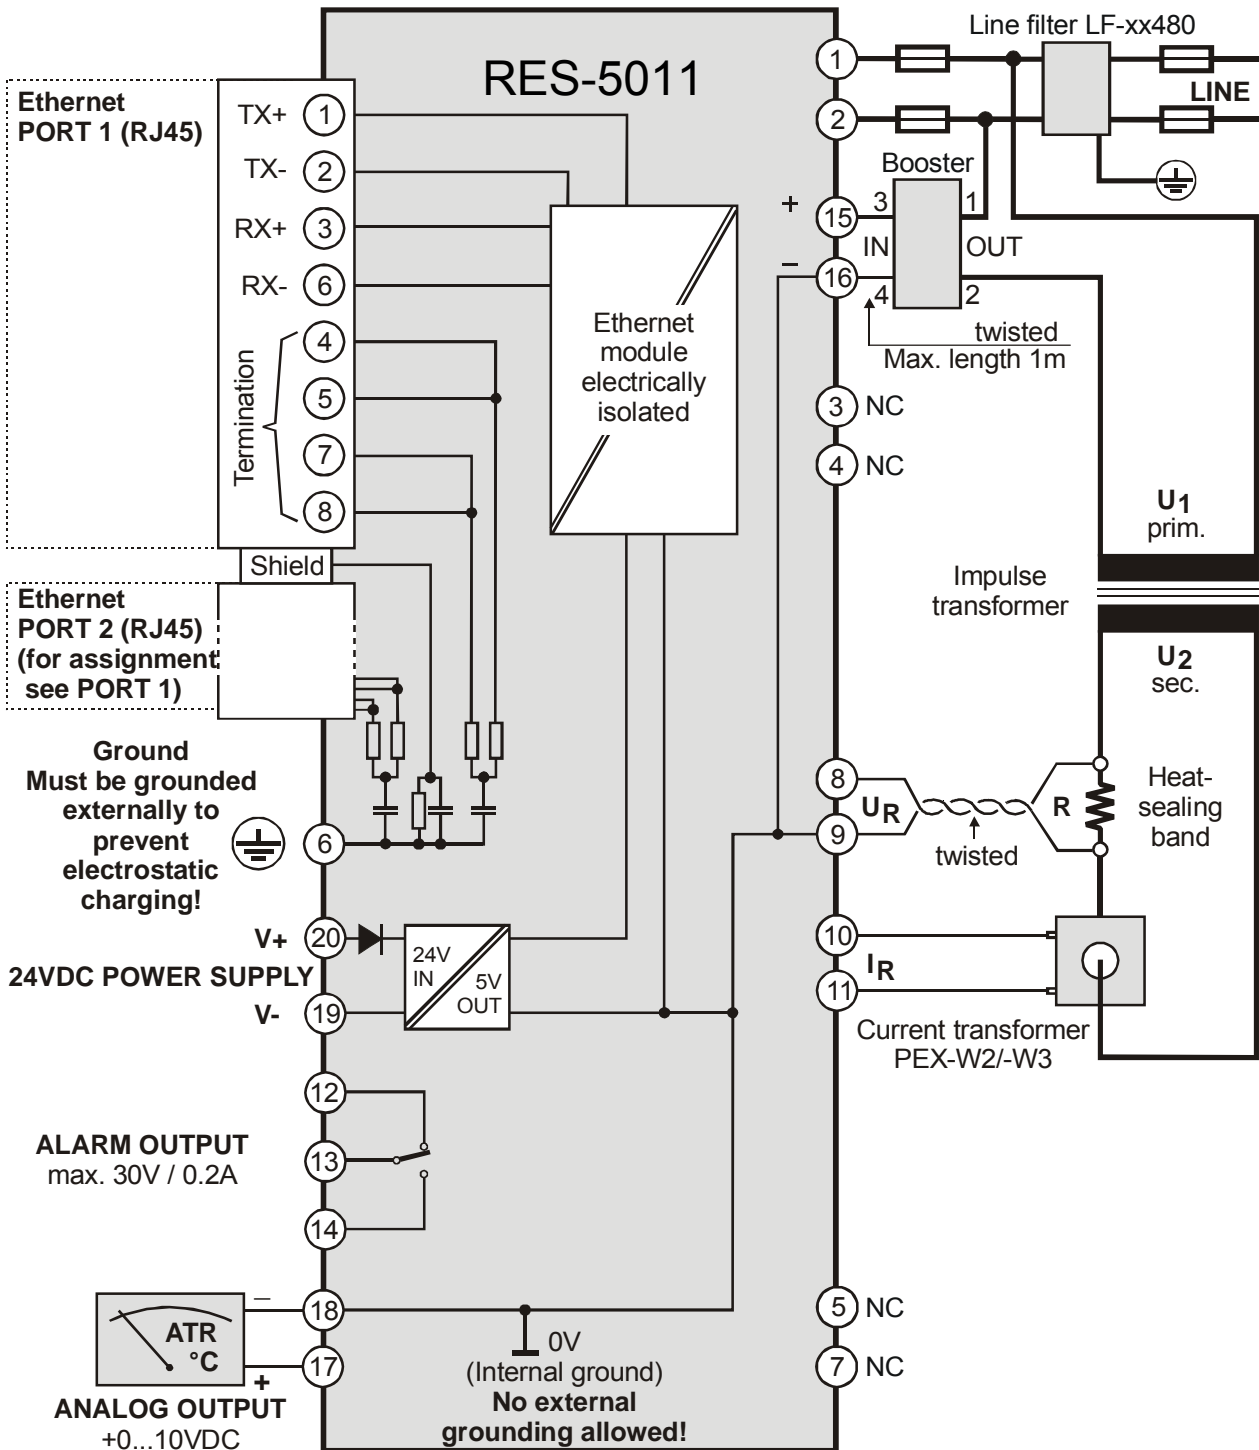 Line filter LF-xx480
RES-5011
1
2
LINE
Ethernet
PORT 1 (RJ45)
TX+ 1
TX- 2
RX+ 3
RX- 6
4
5
7
8
Termination
Ethernet
module
electrically
isolated
Booster
+ 15 3 1
IN OUT
– 16 4 2
twisted
Max. length 1m
3 NC
4 NC
U1
prim.
Impulse
transformer
U2
sec.
Shield
Ethernet
PORT 2 (RJ45)
(for assignment
see PORT 1)
Ground
Must be grounded
externally to
prevent
electrostatic
charging!
6
8
UR
9
twisted
R
Heat-
sealing
band
V+ 20
24VDC POWER SUPPLY
V- 19
24V
IN
5V
OUT
10
IR
11
Current transformer
PEX-W2/-W3
12
ALARM OUTPUT
max. 30V / 0.2A
13
14
ATR
°C
– 18
+ 17
ANALOG OUTPUT
+0...10VDC
0V
(Internal ground)
No external
grounding allowed!
5 NC
7 NC